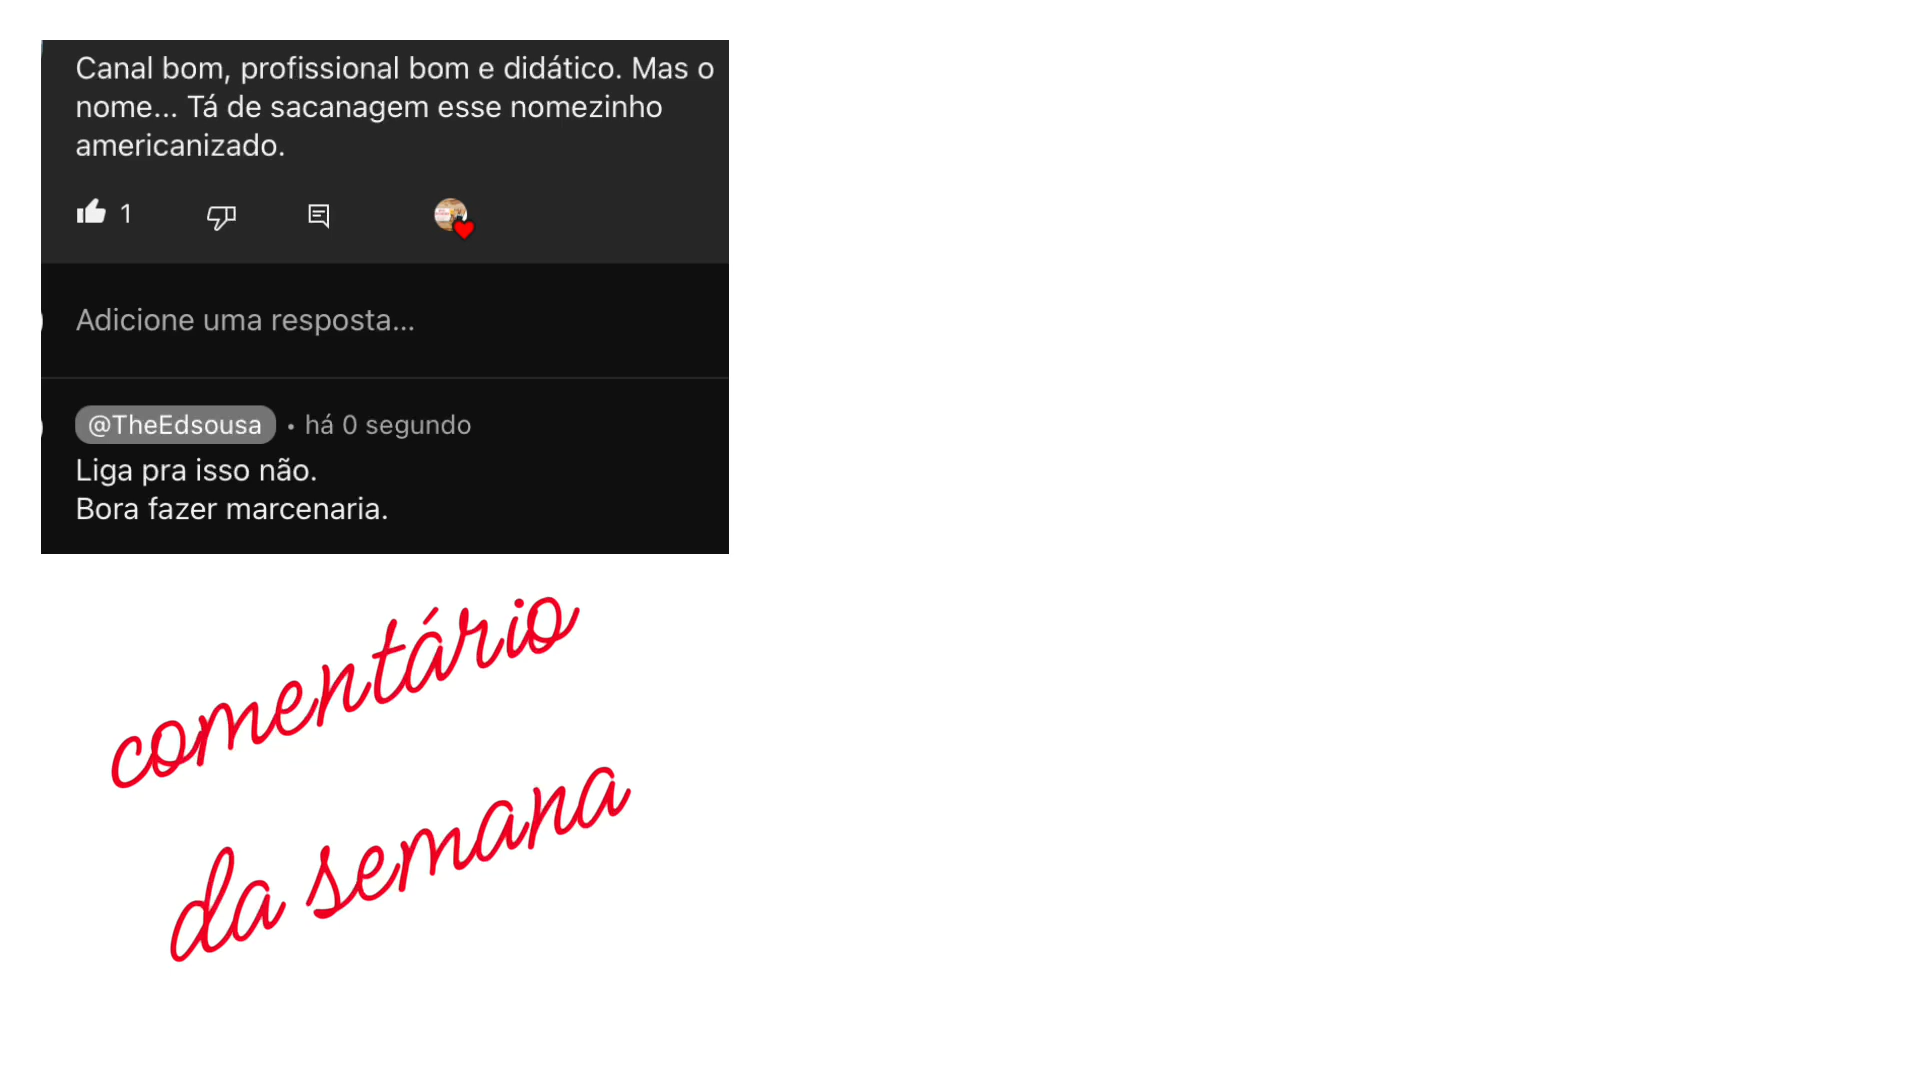 Canal bom, profissional bom e didático. Mas o
nome... Tá de sacanagem esse nomezinho
americanizado.
1
Adicione uma resposta...
@TheEdsousa • há 0 segundo
Liga pra isso não.
Bora fazer marcenaria.
comentário
da semana